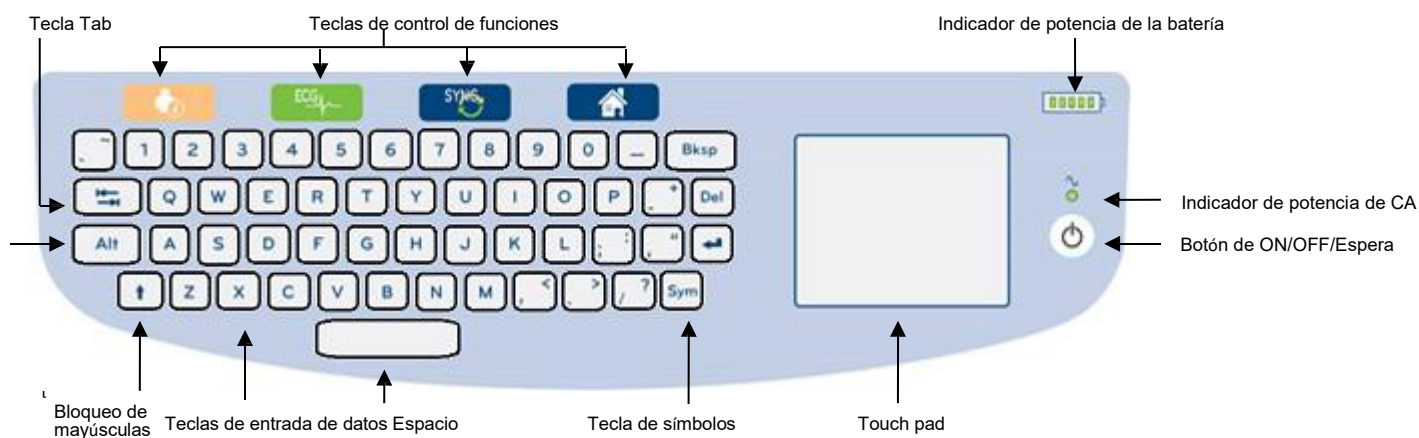 Tecla Tab Teclas de control de funciones Indicador de potencia de la batería
ECG SYNC
1 2 3 4 5 6 7 8 9 0 _ Bksp
Q W E R T Y U I O P . + Del
Indicador de potencia de CA
Alt A S D F G H J K L ; : , "
Botón de ON/OFF/Espera
Z X C V B N M , < . > / ? Sym
Bloqueo de
mayúsculas
Teclas de entrada de datos Espacio Tecla de símbolos Touch pad